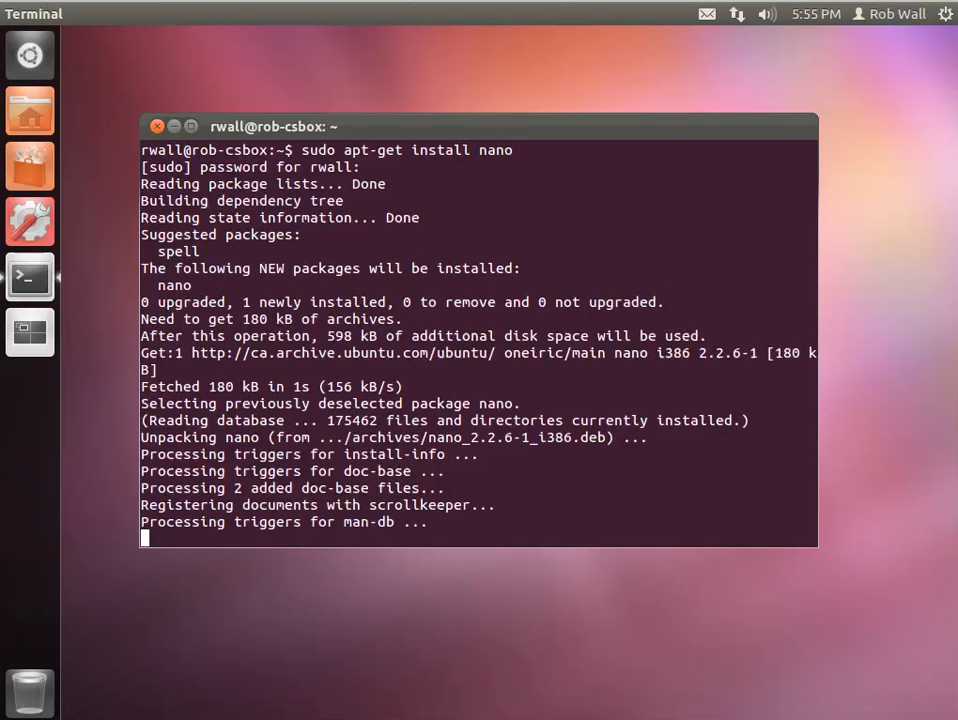 Terminal
5:55 PM
Rob Wall
rwall@rob-csbox: ~
rwall@rob-csbox:~$ sudo apt-get install nano
[sudo] password for rwall:
Reading package lists... Done
Building dependency tree
Reading state information... Done
Suggested packages:
  spell
The following NEW packages will be installed:
  nano
0 upgraded, 1 newly installed, 0 to remove and 0 not upgraded.
Need to get 180 kB of archives.
After this operation, 598 kB of additional disk space will be used.
Get:1 http://ca.archive.ubuntu.com/ubuntu/ oneiric/main nano i386 2.2.6-1 [180 k
B]
Fetched 180 kB in 1s (156 kB/s)
Selecting previously deselected package nano.
(Reading database ... 175462 files and directories currently installed.)
Unpacking nano (from .../archives/nano_2.2.6-1_i386.deb) ...
Processing triggers for install-info ...
Processing triggers for doc-base ...
Processing 2 added doc-base files...
Registering documents with scrollkeeper...
Processing triggers for man-db ...
>_